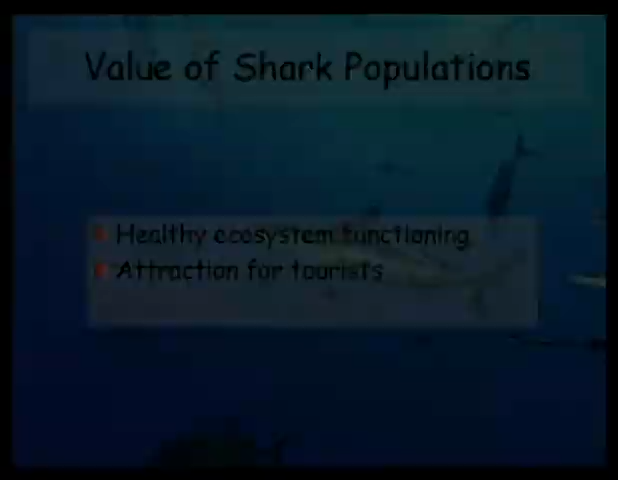 Value of Shark Populations
Healthy ecosystem functioning
Attraction for tourists